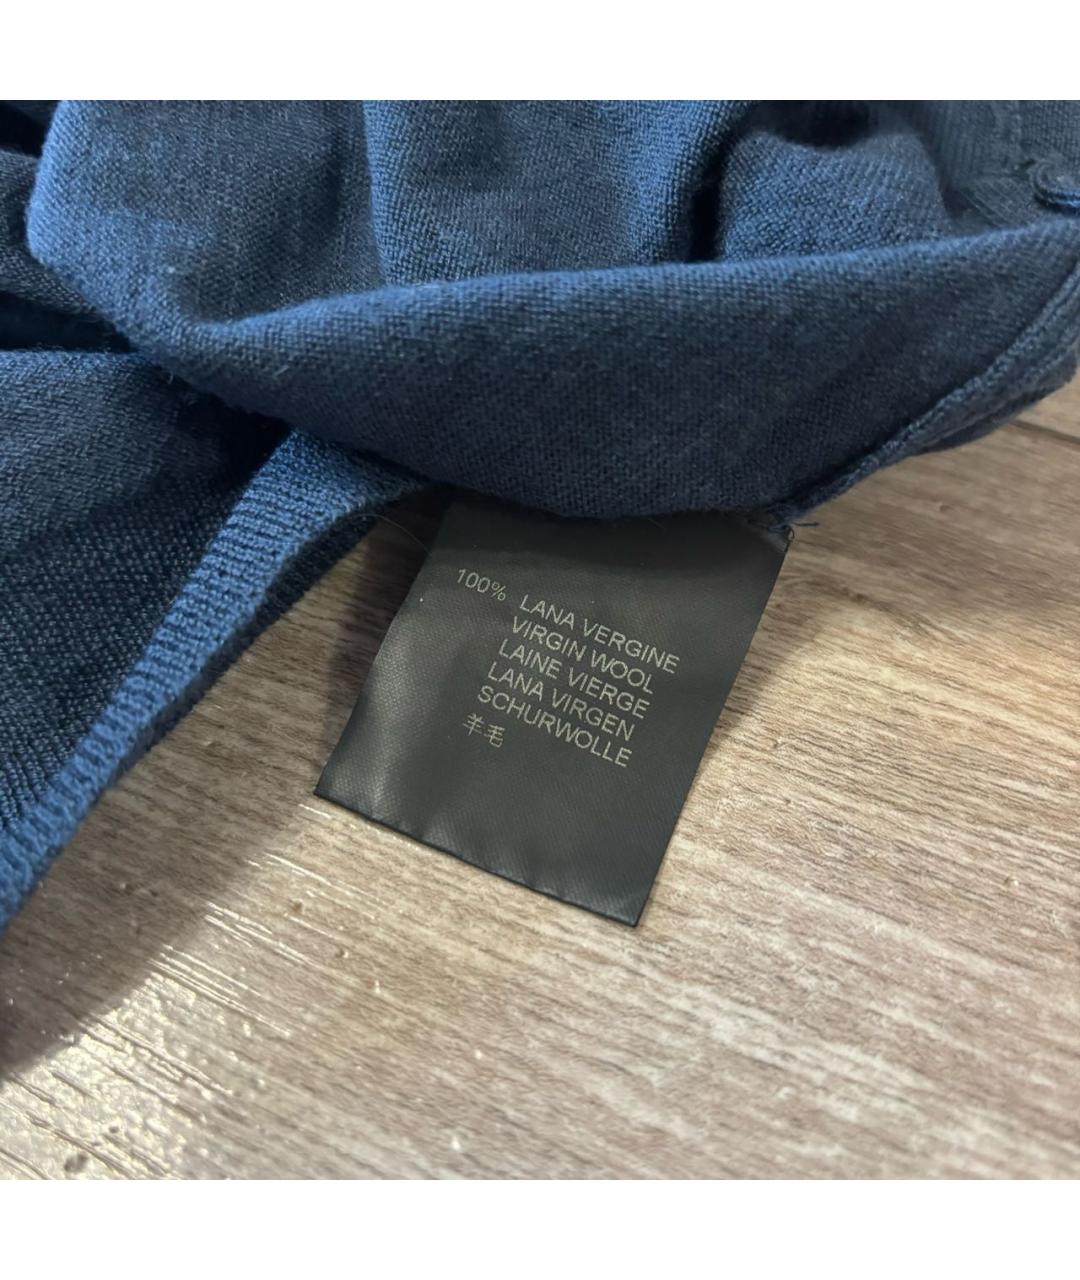 100% LANA VERGINE
VIRGIN WOOL
LAINE VIERGE
LANA VIRGEN
SCHURWOLLE
羊毛